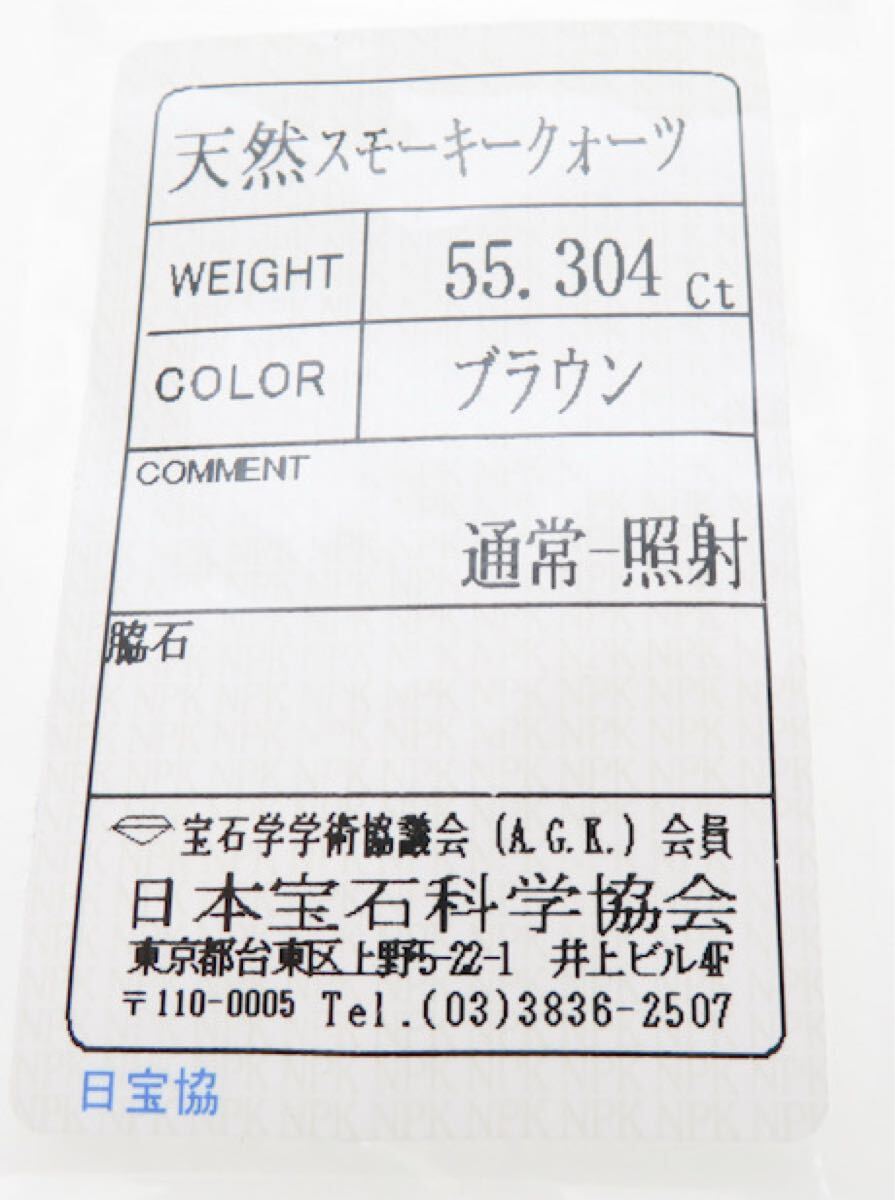 天然スモーキークォーツ
WEIGHT 55.304 Ct
COLOR ブラウン
COMMENT
通常-照射
脇石
宝石学学術協議会 (A.G.K.) 会員
日本宝石科学協会
東京都台東区上野5-22-1 井上ビル4F
〒110-0005 Tel.(03)3836-2507
日宝協